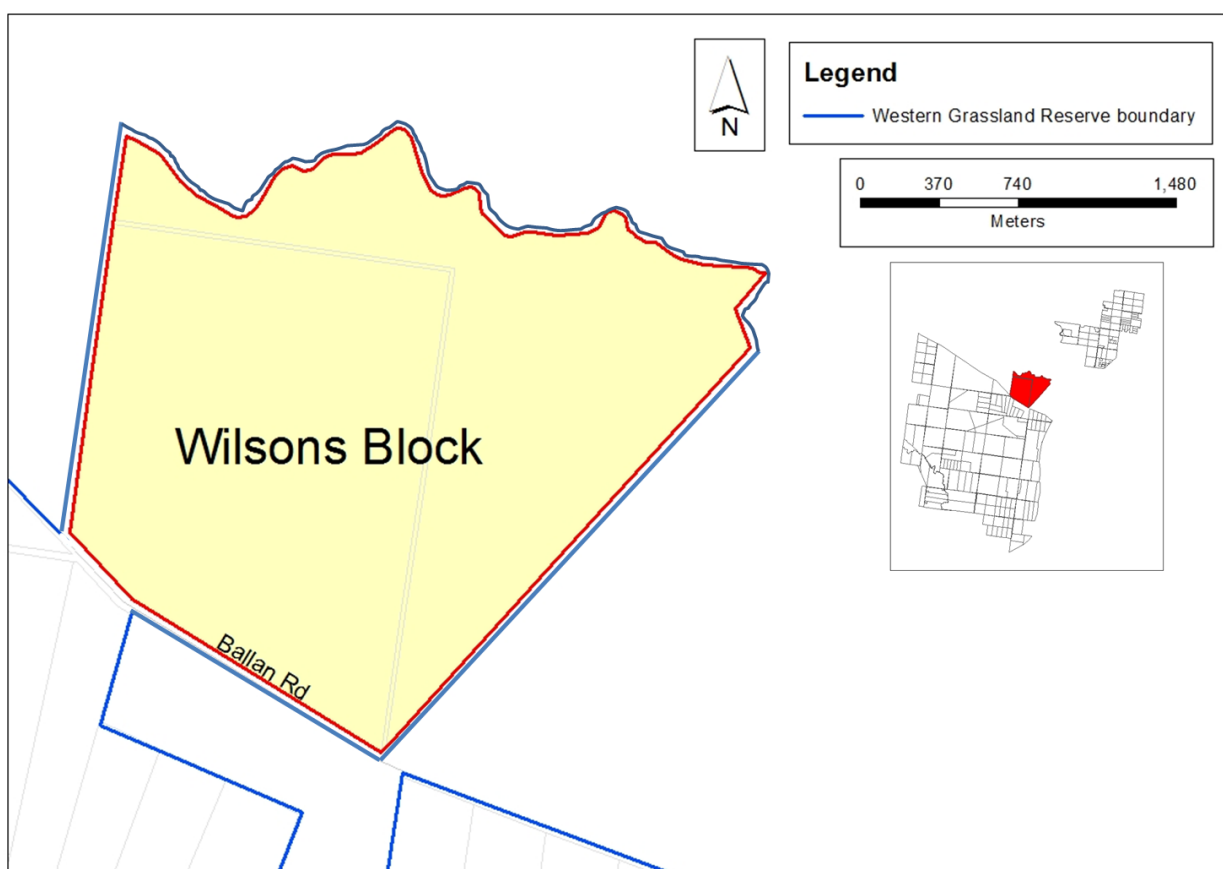 Legend
Western Grassland Reserve boundary
N
0 370 740 1,480
Meters
Wilsons Block
Ballan Rd